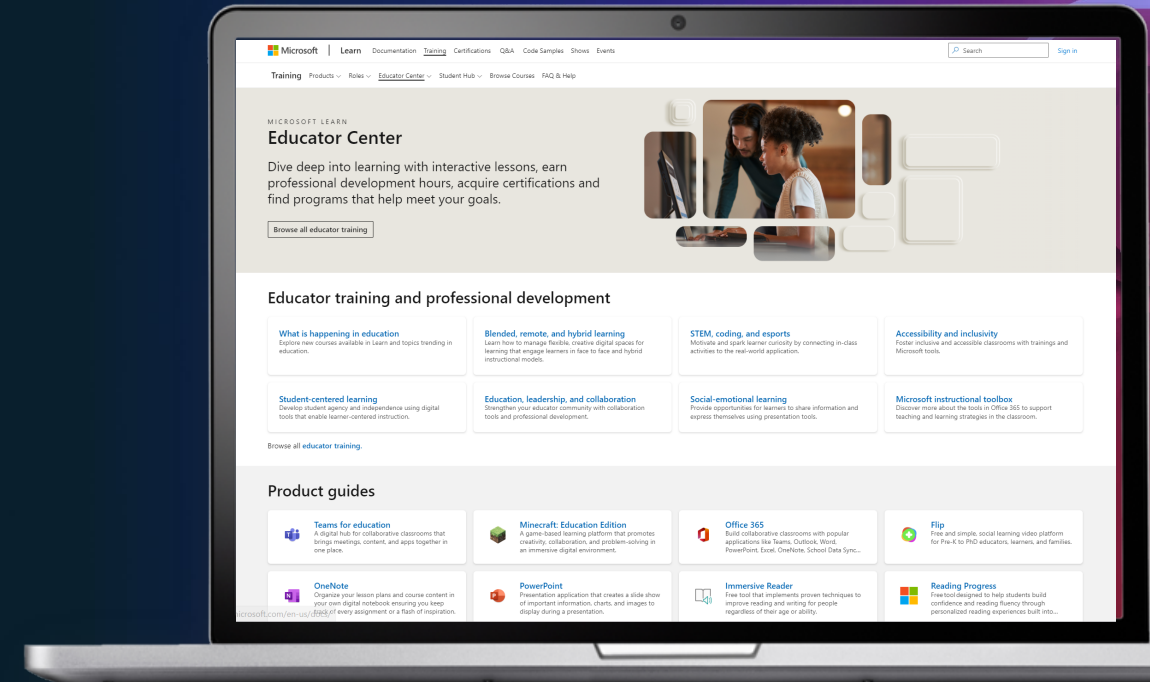 Microsoft | Learn Documentation Training Certifications Q&A Code Samples Shows Events Search Sign in
Training Products Roles Educator Center Student Hub Browse Courses FAQ & Help
MICROSOFT LEARN
Educator Center
Dive deep into learning with interactive lessons, earn
professional development hours, acquire certifications and
find programs that help meet your goals.
Browse all educator training
Educator training and professional development
What is happening in education
Explore new courses available in Learn and topics trending in
education.
Blended, remote, and hybrid learning
Learn how to manage flexible, creative digital spaces for
learning that engage learners in face to face and hybrid
instructional models.
STEM, coding, and esports
Motivate and spark learner curiosity by connecting in-class
activities to the real-world application.
Accessibility and inclusivity
Foster inclusive and accessible classrooms with trainings and
Microsoft tools.
Student-centered learning
Develop student agency and independence using digital
tools that enable learner-centered instruction.
Education, leadership, and collaboration
Strengthen your educator community with collaboration
tools and professional development.
Social-emotional learning
Provide opportunities for learners to share information and
express themselves using presentation tools.
Microsoft instructional toolbox
Discover more about the tools in Office 365 to support
teaching and learning strategies in the classroom.
Browse all educator training.
Product guides
Teams for education
A digital hub for collaborative classrooms that
brings meetings, content, and apps together in
one place.
Minecraft: Education Edition
A game-based learning platform that promotes
creativity, collaboration, and problem-solving in
an immersive digital environment.
Office 365
Build collaborative classrooms with popular
applications like Teams, Outlook, Word,
PowerPoint, Excel, OneNote, School Data Sync...
Flip
Free and simple, social learning video platform
for Pre-K to PhD educators, learners, and families.
OneNote
Organize your lesson plans and course content in
your own digital notebook ensuring you keep
track of every assignment or a flash of inspiration.
PowerPoint
Presentation application that creates a slide show
of important information, charts, and images to
display during a presentation.
Immersive Reader
Free tool that implements proven techniques to
improve reading and writing for people
regardless of their age or ability.
Reading Progress
Free tool designed to help students build
confidence and reading fluency through
personalized reading experiences built into...
icrosoft.com/en-us/docs/